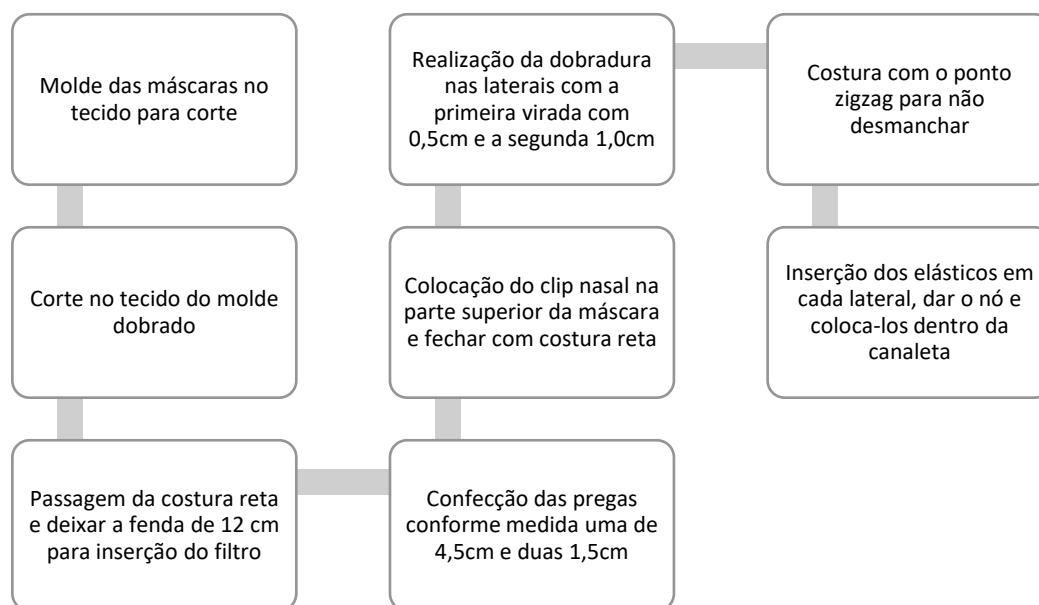 Molde das máscaras no
tecido para corte
Corte no tecido do molde
dobrado
Passagem da costura reta
e deixar a fenda de 12 cm
para inserção do filtro
Confecção das pregas
conforme medida uma de
4,5cm e duas 1,5cm
Colocação do clip nasal na
parte superior da máscara
e fechar com costura reta
Realização da dobradura
nas laterais com a
primeira virada com
0,5cm e a segunda 1,0cm
Costura com o ponto
zigzag para não
desmanchar
Inserção dos elásticos em
cada lateral, dar o nó e
coloca-los dentro da
canaleta